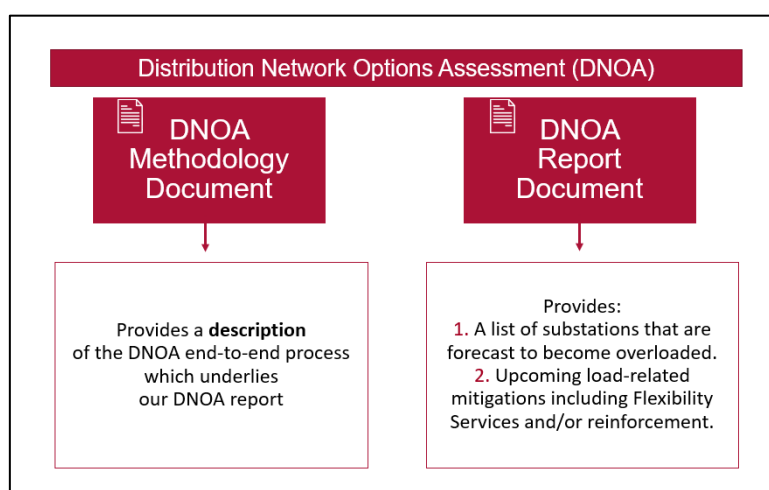 Distribution Network Options Assessment (DNOA)
DNOA
Methodology
Document
DNOA
Report
Document
Provides a description
of the DNOA end-to-end process
which underlies
our DNOA report
Provides:
1. A list of substations that are
forecast to become overloaded.
2. Upcoming load-related
mitigations including Flexibility
Services and/or reinforcement.